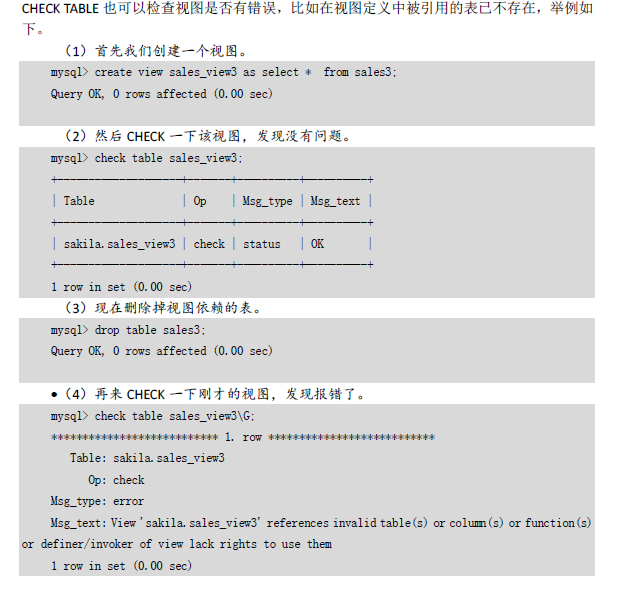 CHECK TABLE 也可以检查视图是否有错误，比如在视图定义中被引用的表已不存在，举例如
下。
（1）首先我们创建一个视图。
mysql> create view sales_view3 as select * from sales3;
Query OK, 0 rows affected (0.00 sec)
（2）然后 CHECK 一下该视图，发现没有问题。
mysql> check table sales_view3;
+--------------------+-------+----------+----------+
| Table | Op | Msg_type | Msg_text |
+--------------------+-------+----------+----------+
| sakila.sales_view3 | check | status | OK |
+--------------------+-------+----------+----------+
1 row in set (0.00 sec)
（3）现在删除掉视图依赖的表。
mysql> drop table sales3;
Query OK, 0 rows affected (0.00 sec)
•（4）再来 CHECK 一下刚才的视图，发现报错了。
mysql> check table sales_view3\G;
*************************** 1. row ***************************
Table: sakila.sales_view3
Op: check
Msg_type: error
Msg_text: View 'sakila.sales_view3' references invalid table(s) or column(s) or function(s)
or definer/invoker of view lack rights to use them
1 row in set (0.00 sec)